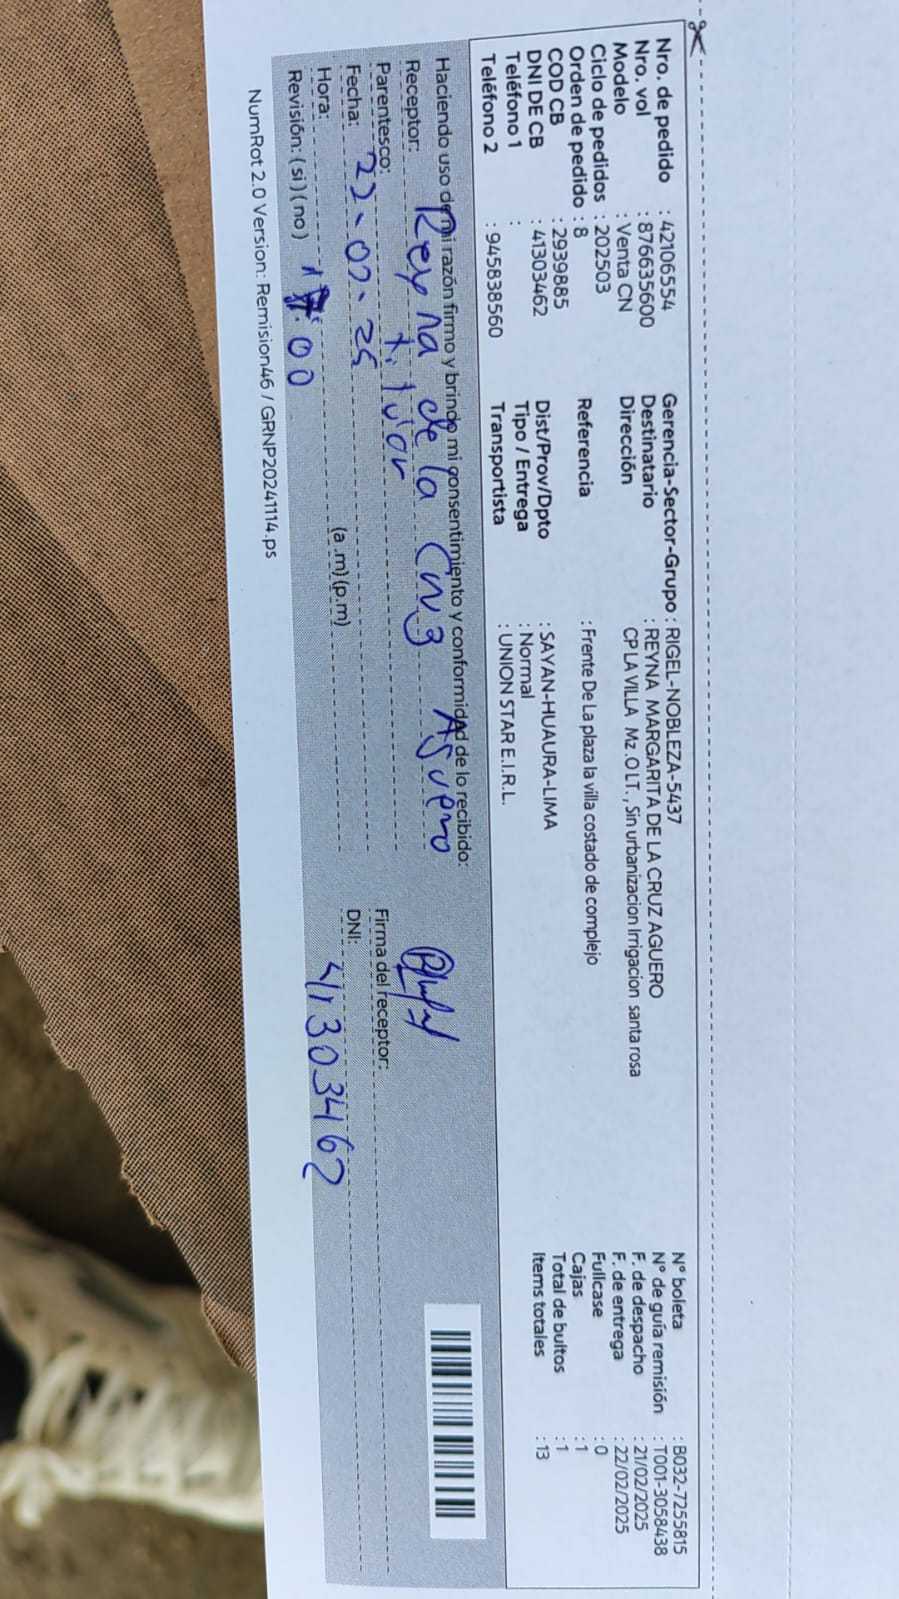 Nro. de pedido : 42106554
Nro. vol : 876635600
Modelo : Venta CN
Ciclo de pedidos : 202503
Orden de pedido : 8
COD CB : 2939885
DNI DE CB : 41303462
Teléfono 1 :
Teléfono 2 : 945838560
Gerencia-Sector-Grupo : RIGEL-NOBLEZA-5437
Destinatario : REYNA MARGARITA DE LA CRUZ AGUERO
Dirección CP LA VILLA Mz .O LT . , Sin urbanizacion Irrigacion santa rosa
Referencia : Frente De La plaza la villa costado de complejo
Dist/Prov/Dpto : SAYAN-HUAURA-LIMA
Tipo / Entrega : Normal
Transportista : UNION STAR E.I.R.L.
N° boleta : B032-7255815
N° de guía remisión : T001-3058438
F. de despacho : 21/02/2025
F. de entrega : 22/02/2025
Fullcase : 0
Cajas : 1
Total de bultos : 1
Items totales : 13
Haciendo uso de mi razón firmo y brindo mi consentimiento y conformidad de lo recibido:
Receptor: Reyna de la Cruz Aguero
Parentesco: titular
Fecha: 22.02.25
Hora: 00 (a .m) (p.m)
Revisión: (si) (no)
Firma del receptor:
DNI: 41303462
NumRot 2.0 Version: Remision46 / GRNP20241114.ps